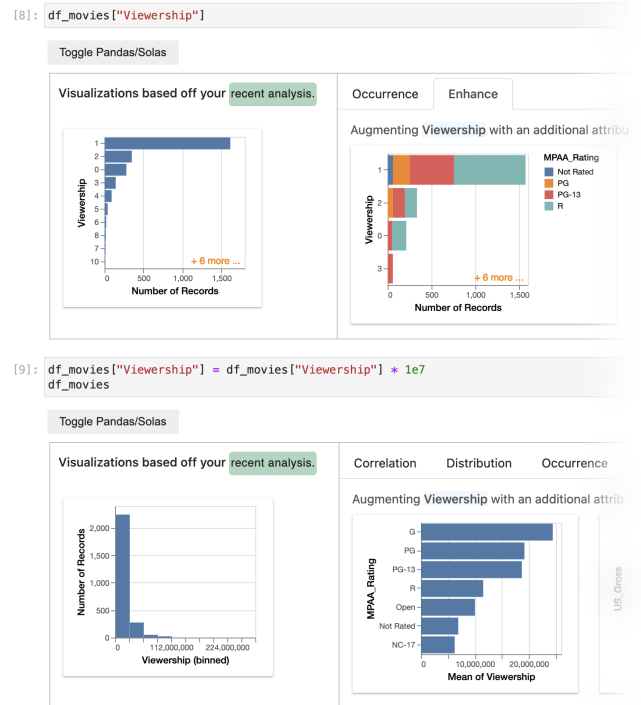 [8]: df_movies["Viewership"]
Toggle Pandas/Solas
Visualizations based off your recent analysis.
Viewership
1
2
0
3
4
5
6
8
7
10
+ 6 more ...
0 500 1,000 1,500
Number of Records
Occurrence Enhance
Augmenting Viewership with an additional attribu
Viewership
1
2
0
3
+ 6 more ...
0 500 1,000 1,500
Number of Records
MPAA_Rating
Not Rated
PG
PG-13
R
[9]: df_movies["Viewership"] = df_movies["Viewership"] * 1e7
df_movies
Toggle Pandas/Solas
Visualizations based off your recent analysis.
Number of Records
2,000
1,500
1,000
500
0
0 112,000,000 224,000,000
Viewership (binned)
Correlation Distribution Occurrence
Augmenting Viewership with an additional attrib
MPAA_Rating
G
PG
PG-13
R
Open
Not Rated
NC-17
0 10,000,000 20,000,000
Mean of Viewership
US_Gross